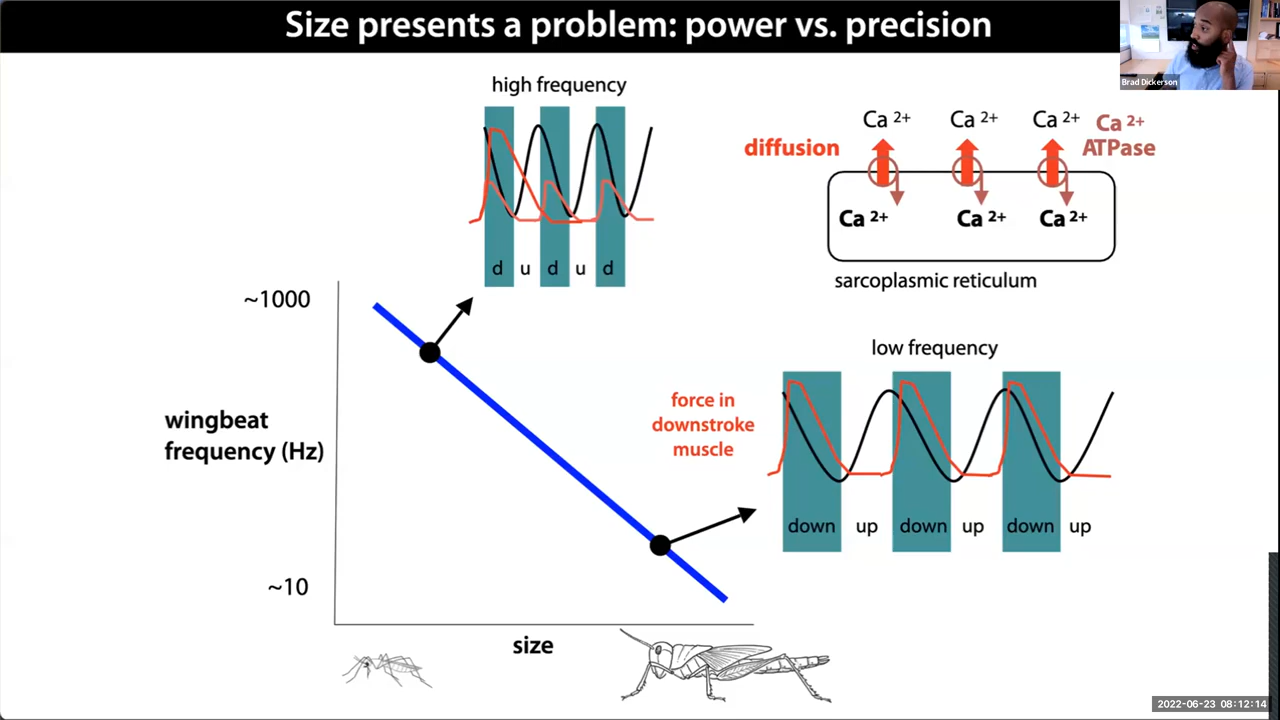 Size presents a problem: power vs. precision
Brad Dickerson
high frequency
d u d u d
Ca 2+ Ca 2+ Ca 2+ Ca 2+
diffusion ATPase
Ca 2+ Ca 2+ Ca 2+
sarcoplasmic reticulum
~1000
wingbeat
frequency (Hz)
~10
size
low frequency
force in
downstroke
muscle
down up down up down up
2022-06-23 08:12:14